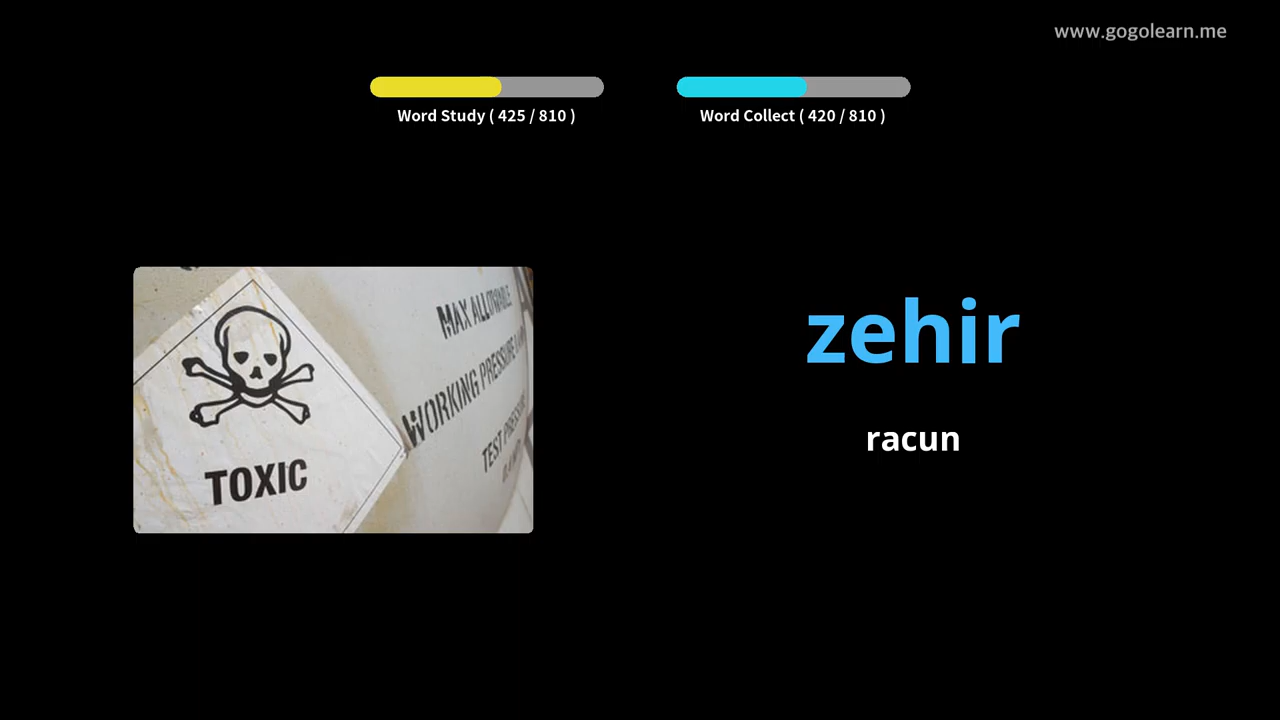 www.gogolearn.me
Word Study ( 425 / 810 )
Word Collect ( 420 / 810 )
zehir
racun
MAX ALLOWABLE
WORKING PRESSURE
TEST PRESSURE
TOXIC